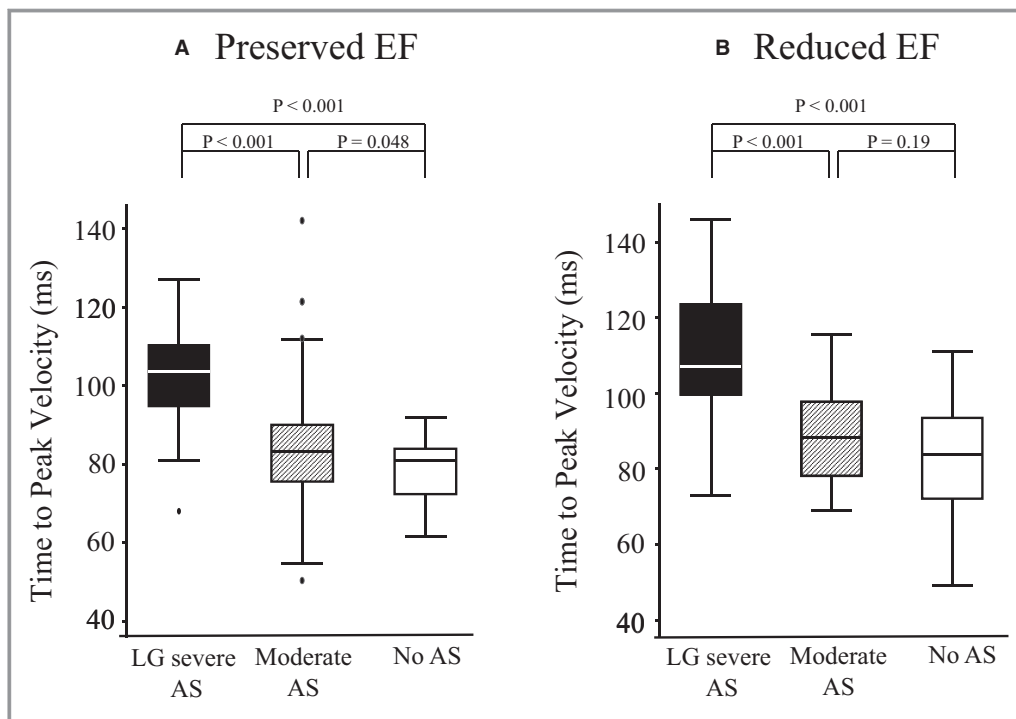 A Preserved EF
P < 0.001
P < 0.001
P = 0.048
Time to Peak Velocity (ms)
140
120
100
80
60
40
LG severe
AS
Moderate
AS
No AS
B Reduced EF
P < 0.001
P < 0.001
P = 0.19
Time to Peak Velocity (ms)
140
120
100
80
60
40
LG severe
AS
Moderate
AS
No AS